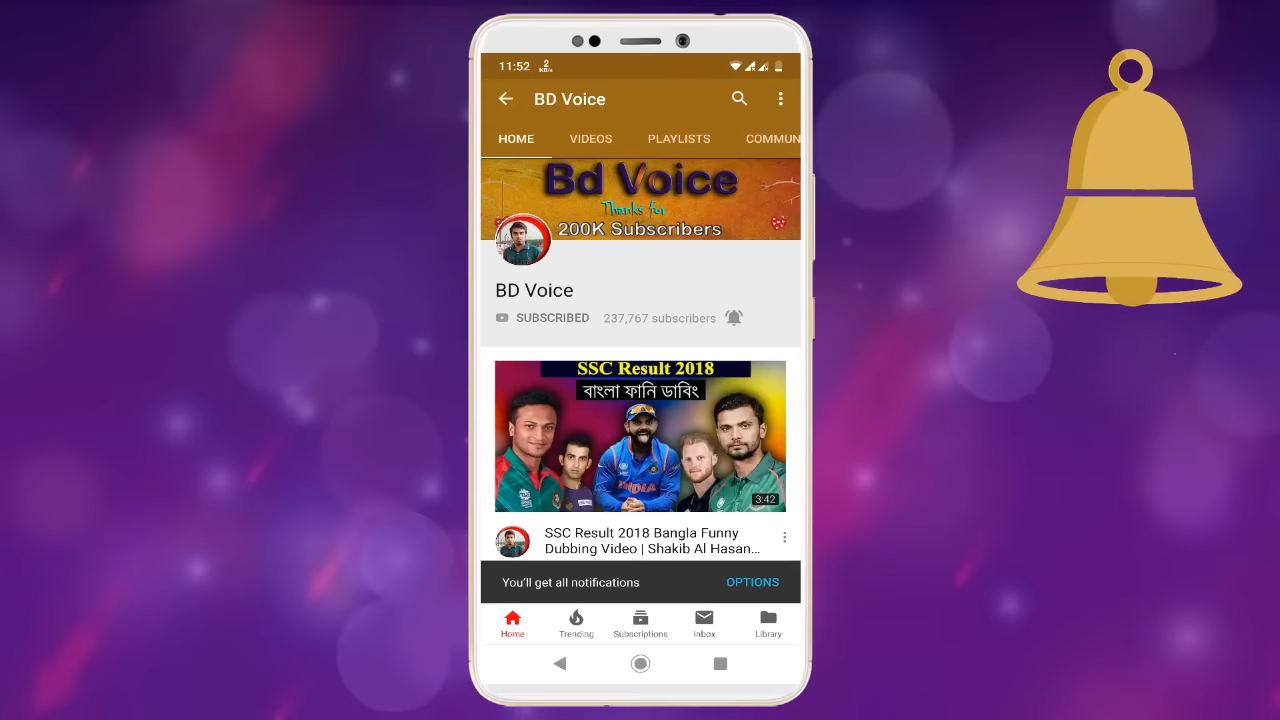 11:52 2 KB/s
BD Voice
HOME VIDEOS PLAYLISTS COMMUN
Bd Voice
Thanks for
200K Subscribers
BD Voice
SUBSCRIBED 237,767 subscribers
SSC Result 2018
বাংলা ফানি ডাবিং
INDIA
3:42
SSC Result 2018 Bangla Funny
Dubbing Video | Shakib Al Hasan...
You'll get all notifications OPTIONS
Home Trending Subscriptions Inbox Library